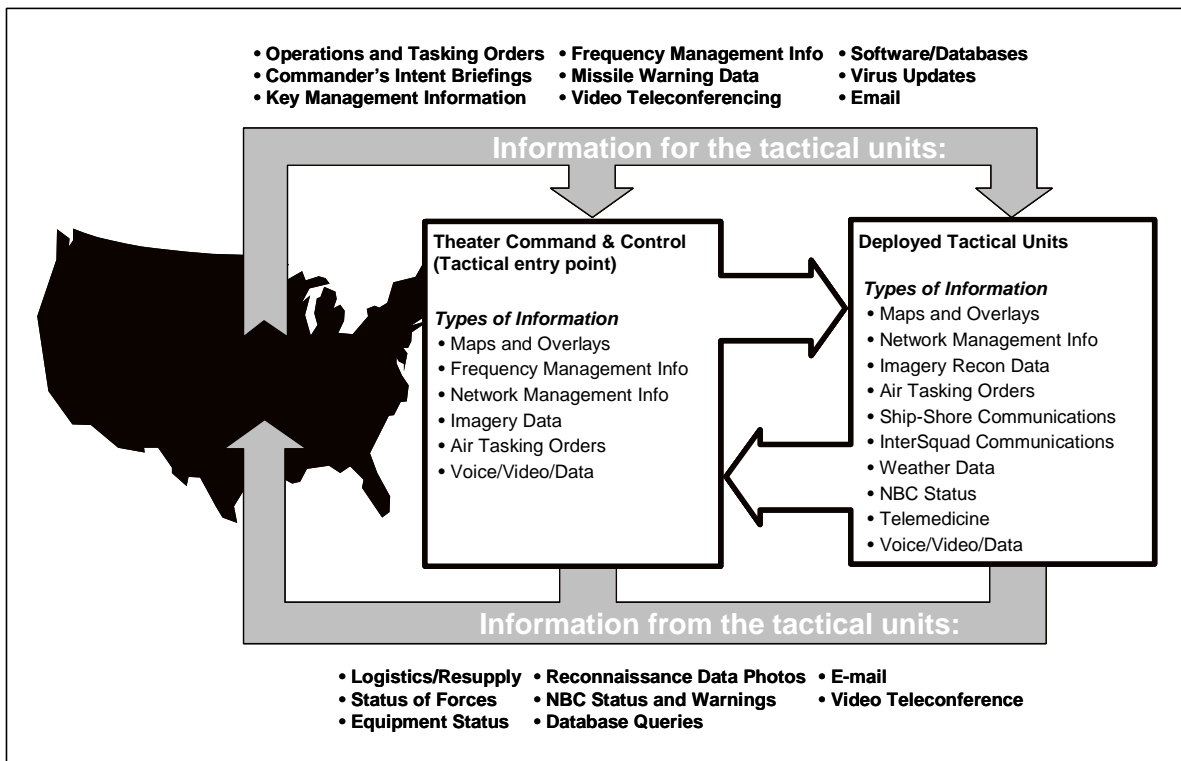 • Operations and Tasking Orders • Frequency Management Info • Software/Databases
• Commander's Intent Briefings • Missile Warning Data • Virus Updates
• Key Management Information • Video Teleconferencing • Email
Information for the tactical units:
Theater Command & Control
(Tactical entry point)
Types of Information
• Maps and Overlays
• Frequency Management Info
• Network Management Info
• Imagery Data
• Air Tasking Orders
• Voice/Video/Data
Deployed Tactical Units
Types of Information
• Maps and Overlays
• Network Management Info
• Imagery Recon Data
• Air Tasking Orders
• Ship-Shore Communications
• InterSquad Communications
• Weather Data
• NBC Status
• Telemedicine
• Voice/Video/Data
Information from the tactical units:
• Logistics/Resupply • Reconnaissance Data Photos • E-mail
• Status of Forces • NBC Status and Warnings • Video Teleconference
• Equipment Status • Database Queries